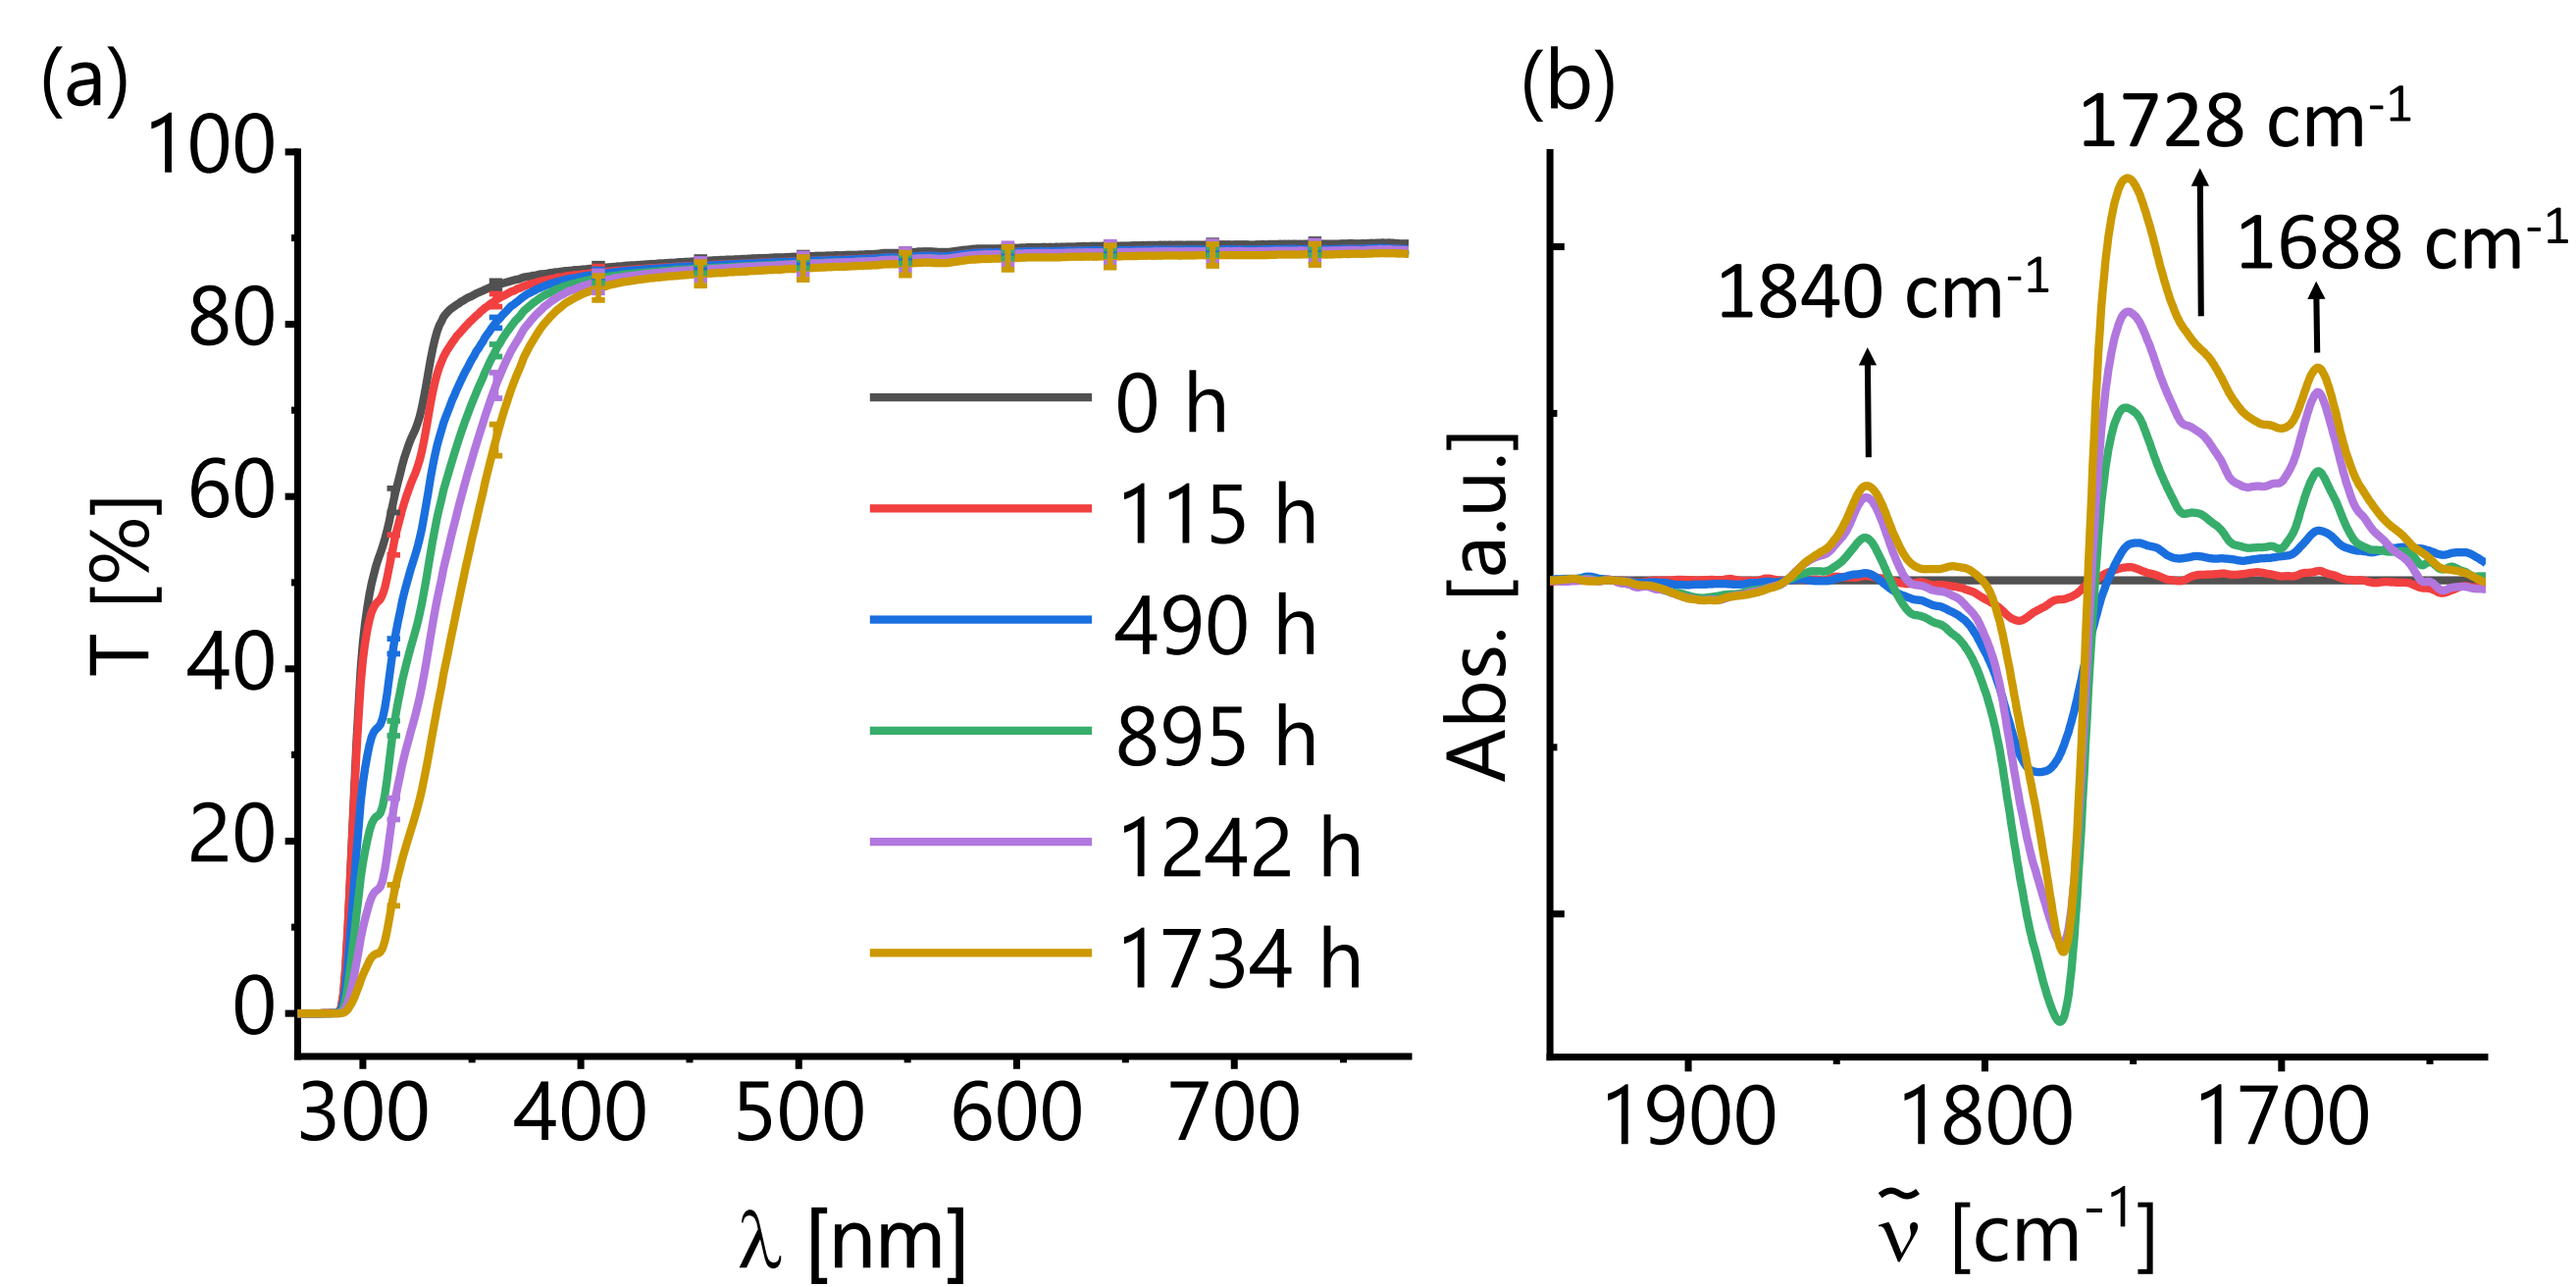 (a)
100
80
60
40
20
0
T [%]
300 400 500 600 700
λ [nm]
0 h
115 h
490 h
895 h
1242 h
1734 h
(b)
1840 cm⁻¹
1728 cm⁻¹
1688 cm⁻¹
Abs. [a.u.]
1900 1800 1700
ν̃ [cm⁻¹]